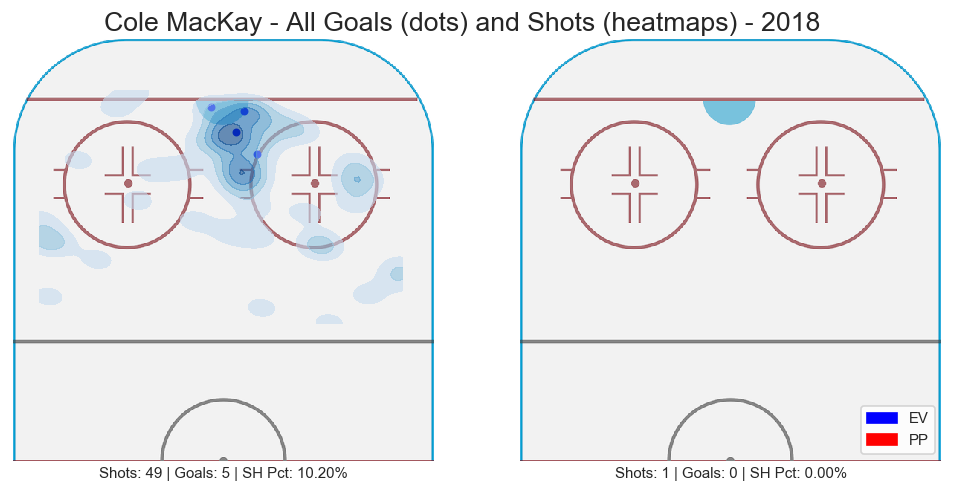 Cole MacKay - All Goals (dots) and Shots (heatmaps) - 2018
EV
PP
Shots: 49 | Goals: 5 | SH Pct: 10.20%
Shots: 1 | Goals: 0 | SH Pct: 0.00%